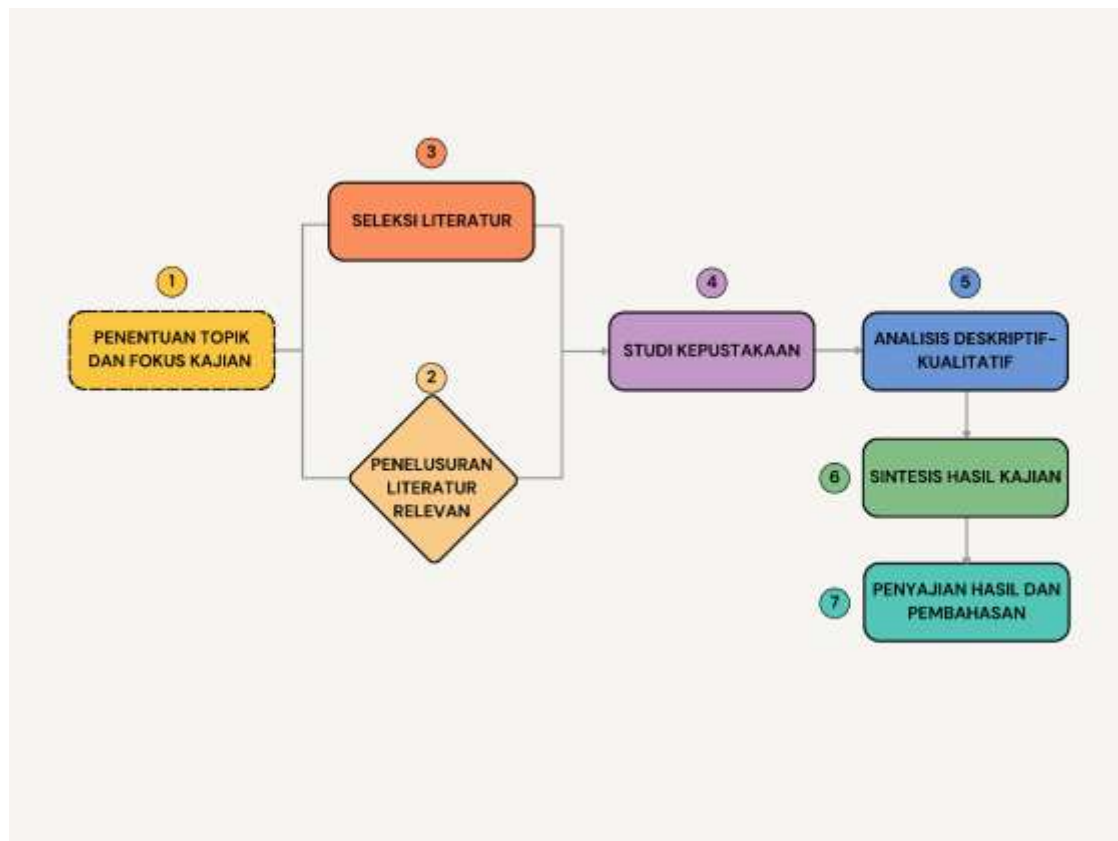 1
PENENTUAN TOPIK
DAN FOKUS KAJIAN
2
PENELUSURAN
LITERATUR
RELEVAN
3
SELEKSI LITERATUR
4
STUDI KEPUSTAKAAN
5
ANALISIS DESKRIPTIF-
KUALITATIF
6
SINTESIS HASIL KAJIAN
7
PENYAJIAN HASIL DAN
PEMBAHASAN